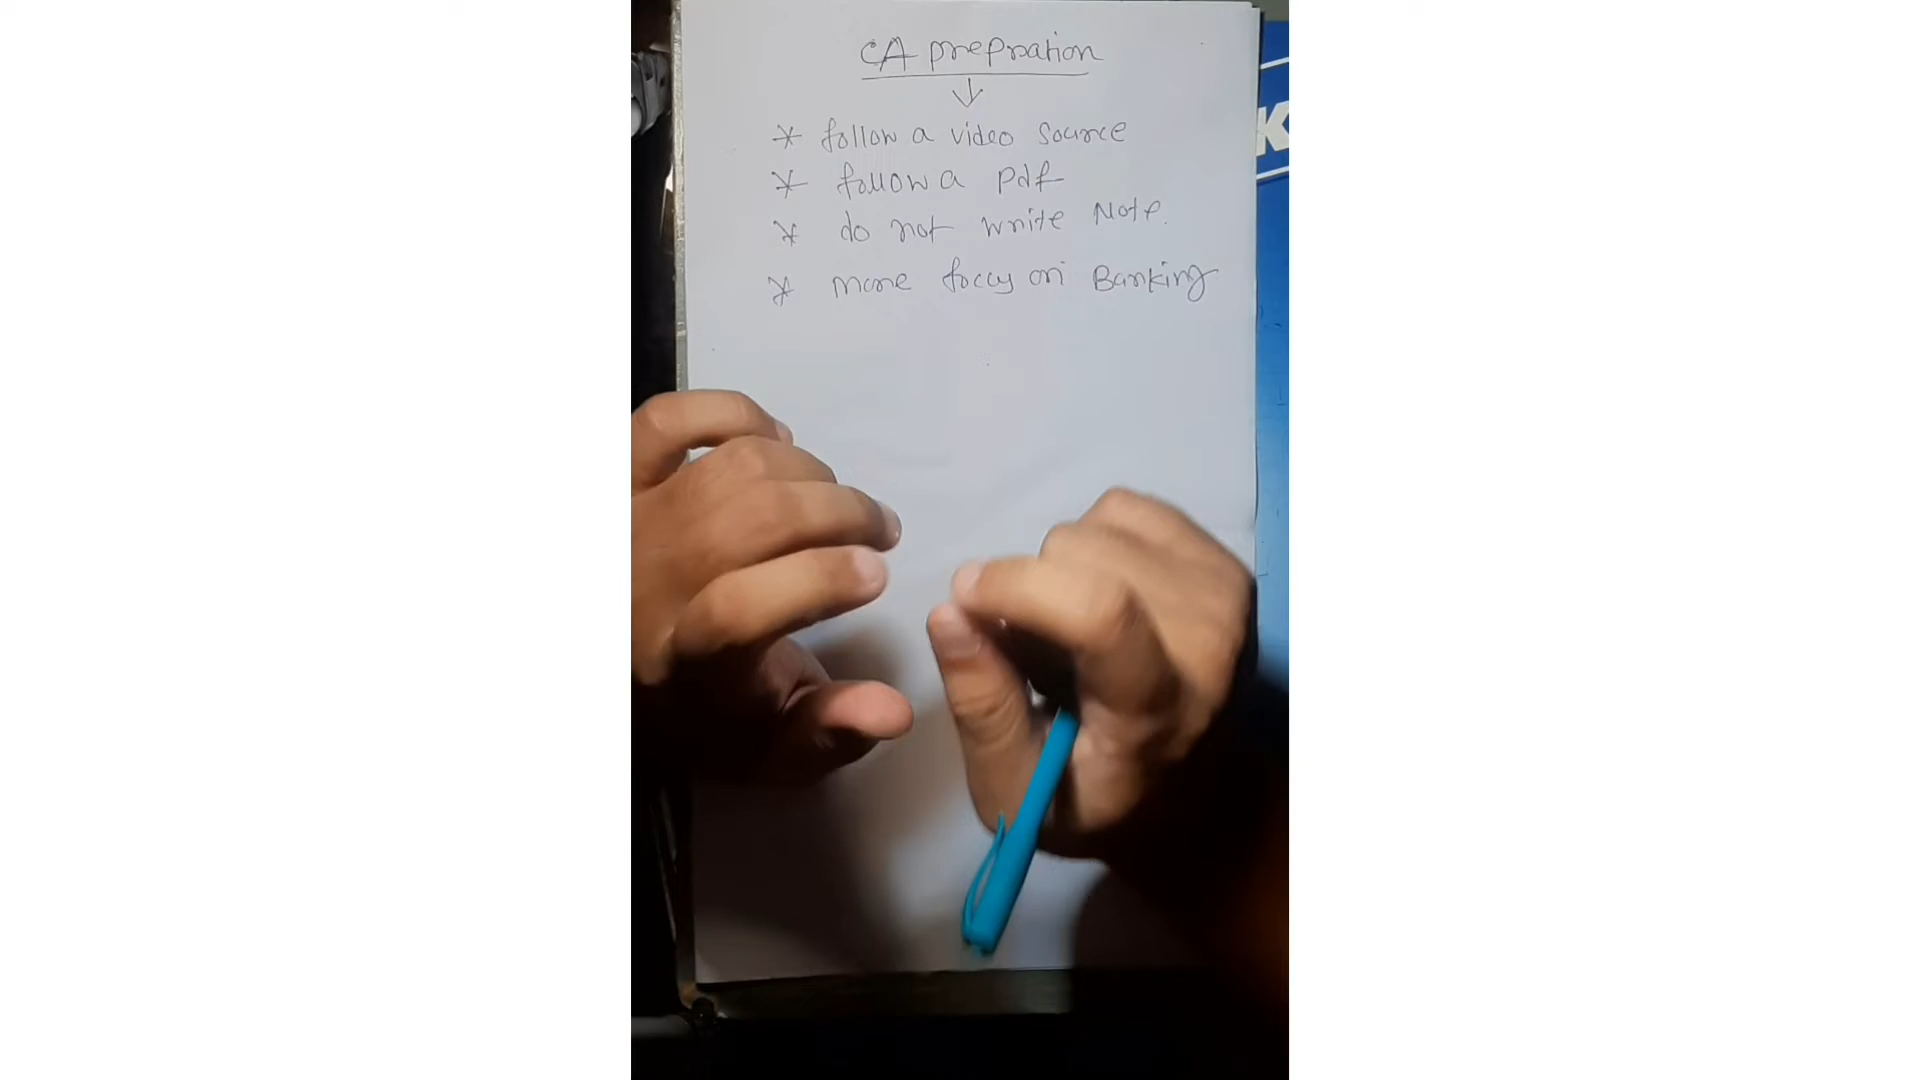 CA prepration
* follow a video source
* follow a pdf
* do not write Note.
* more focus on Banking
K